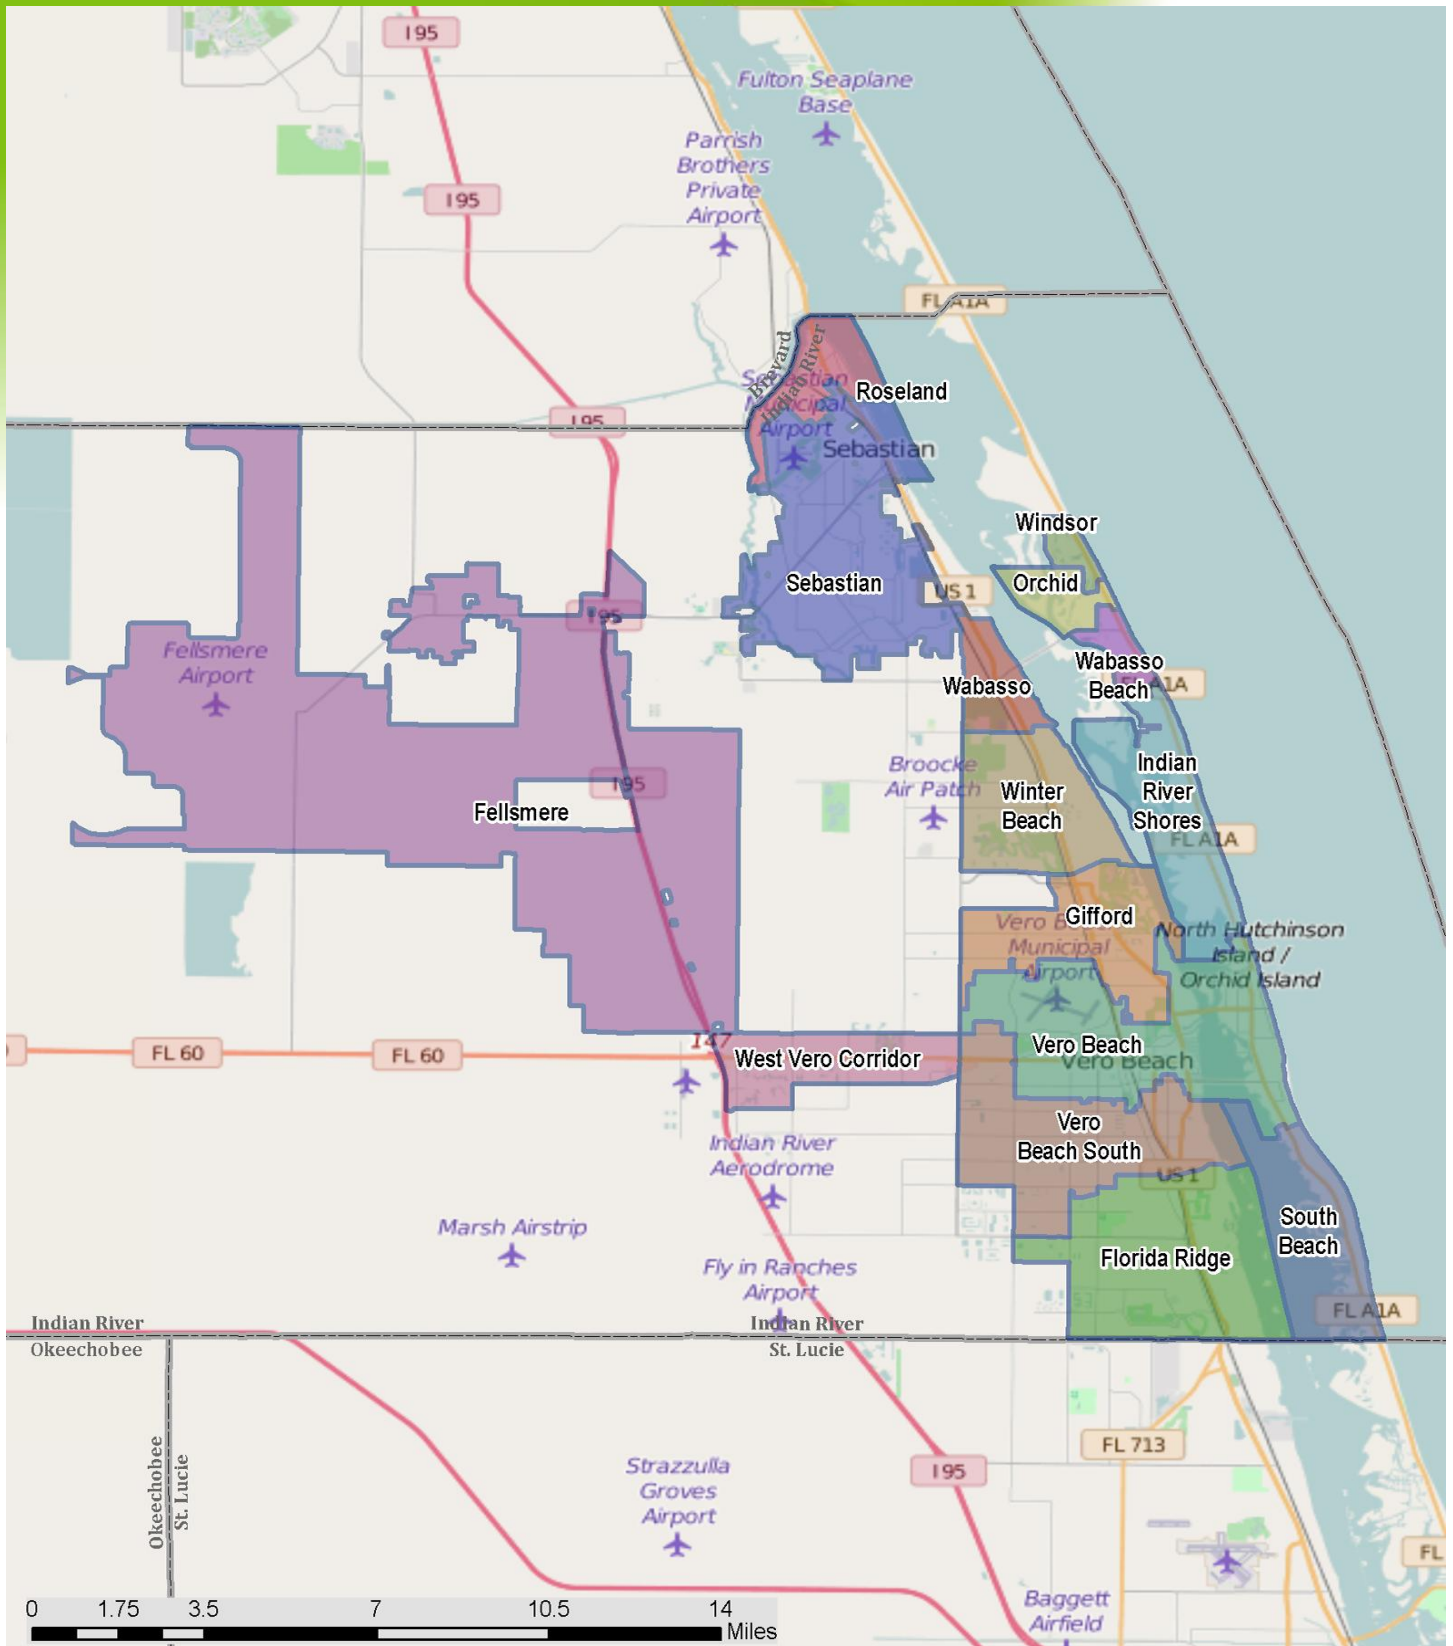 I 95
Fulton Seaplane
Base
Parrish
Brothers
Private
Airport
I 95
FL A1A
Brevard
Indian River
Sebastian
Municipal
Airport
Roseland
I 95
Sebastian
Windsor
Orchid
Sebastian
US 1
I 95
Fellsmere
Airport
Wabasso
Beach
FL A1A
Wabasso
Broocke
Air Patch
Indian
River
Shores
Winter
Beach
I 95
Fellsmere
FL A1A
Gifford
Vero Beach
Municipal
Airport
North Hutchinson
Island /
Orchid Island
147
FL 60
FL 60
West Vero Corridor
Vero Beach
Vero Beach
Vero
Beach South
Indian River
Aerodrome
US 1
Marsh Airstrip
South
Beach
Florida Ridge
Fly in Ranches
Airport
FL A1A
Indian River
Okeechobee
Indian River
St. Lucie
FL 713
Strazzulla
Groves
Airport
I 95
Okeechobee
St. Lucie
FL
Baggett
Airfield
0 1.75 3.5 7 10.5 14
Miles